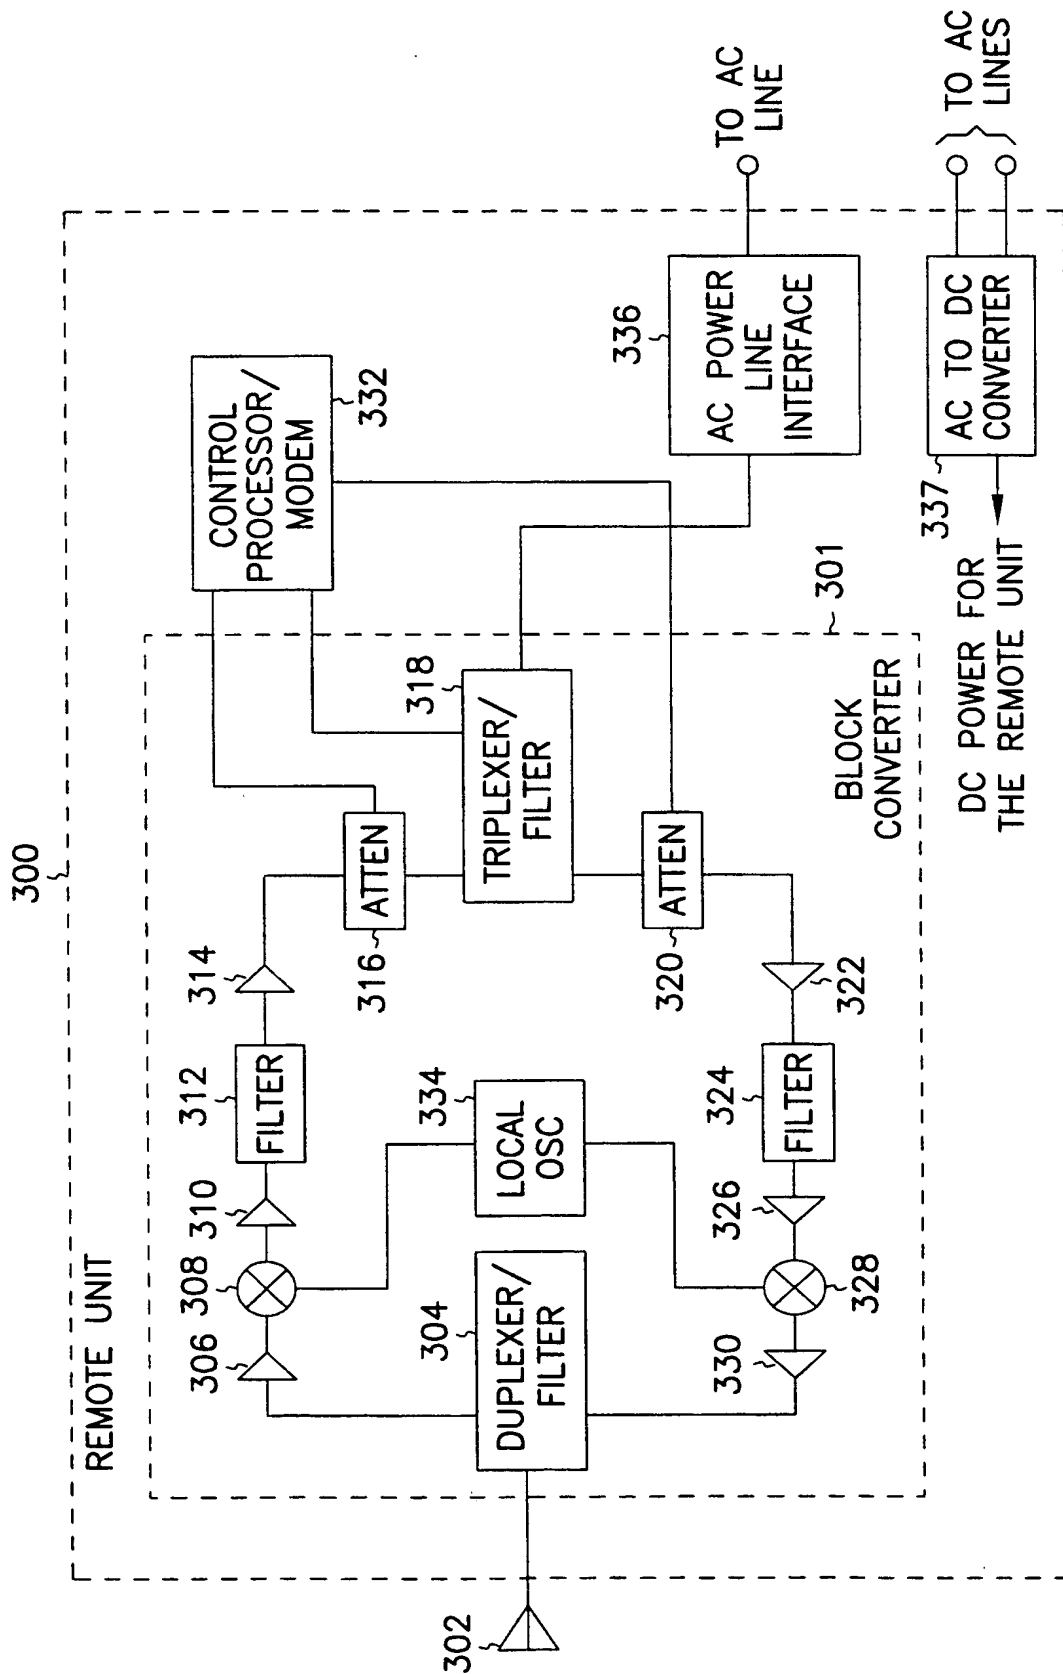 300
REMOTE UNIT
302
306
308
310
312
FILTER
314
316
ATTEN
CONTROL
PROCESSOR/
MODEM
332
304
DUPLEXER/
FILTER
334
LOCAL
OSC
318
TRIPLEXER/
FILTER
336
AC POWER
LINE
INTERFACE
TO AC
LINE
330
328
326
324
FILTER
322
320
ATTEN
BLOCK
CONVERTER
301
337
AC TO DC
CONVERTER
TO AC
LINES
DC POWER FOR
THE REMOTE UNIT